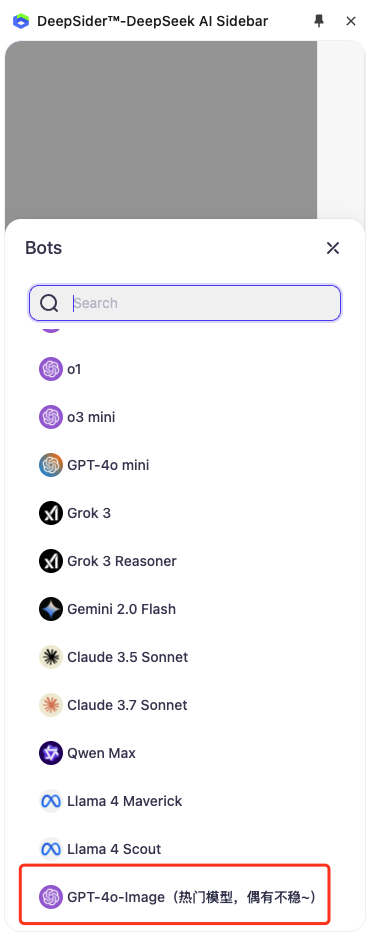 DeepSider™-DeepSeek AI Sidebar
Bots
Search
o1
o3 mini
GPT-4o mini
Grok 3
Grok 3 Reasoner
Gemini 2.0 Flash
Claude 3.5 Sonnet
Claude 3.7 Sonnet
Qwen Max
Llama 4 Maverick
Llama 4 Scout
GPT-4o-Image（热门模型，偶有不稳~）